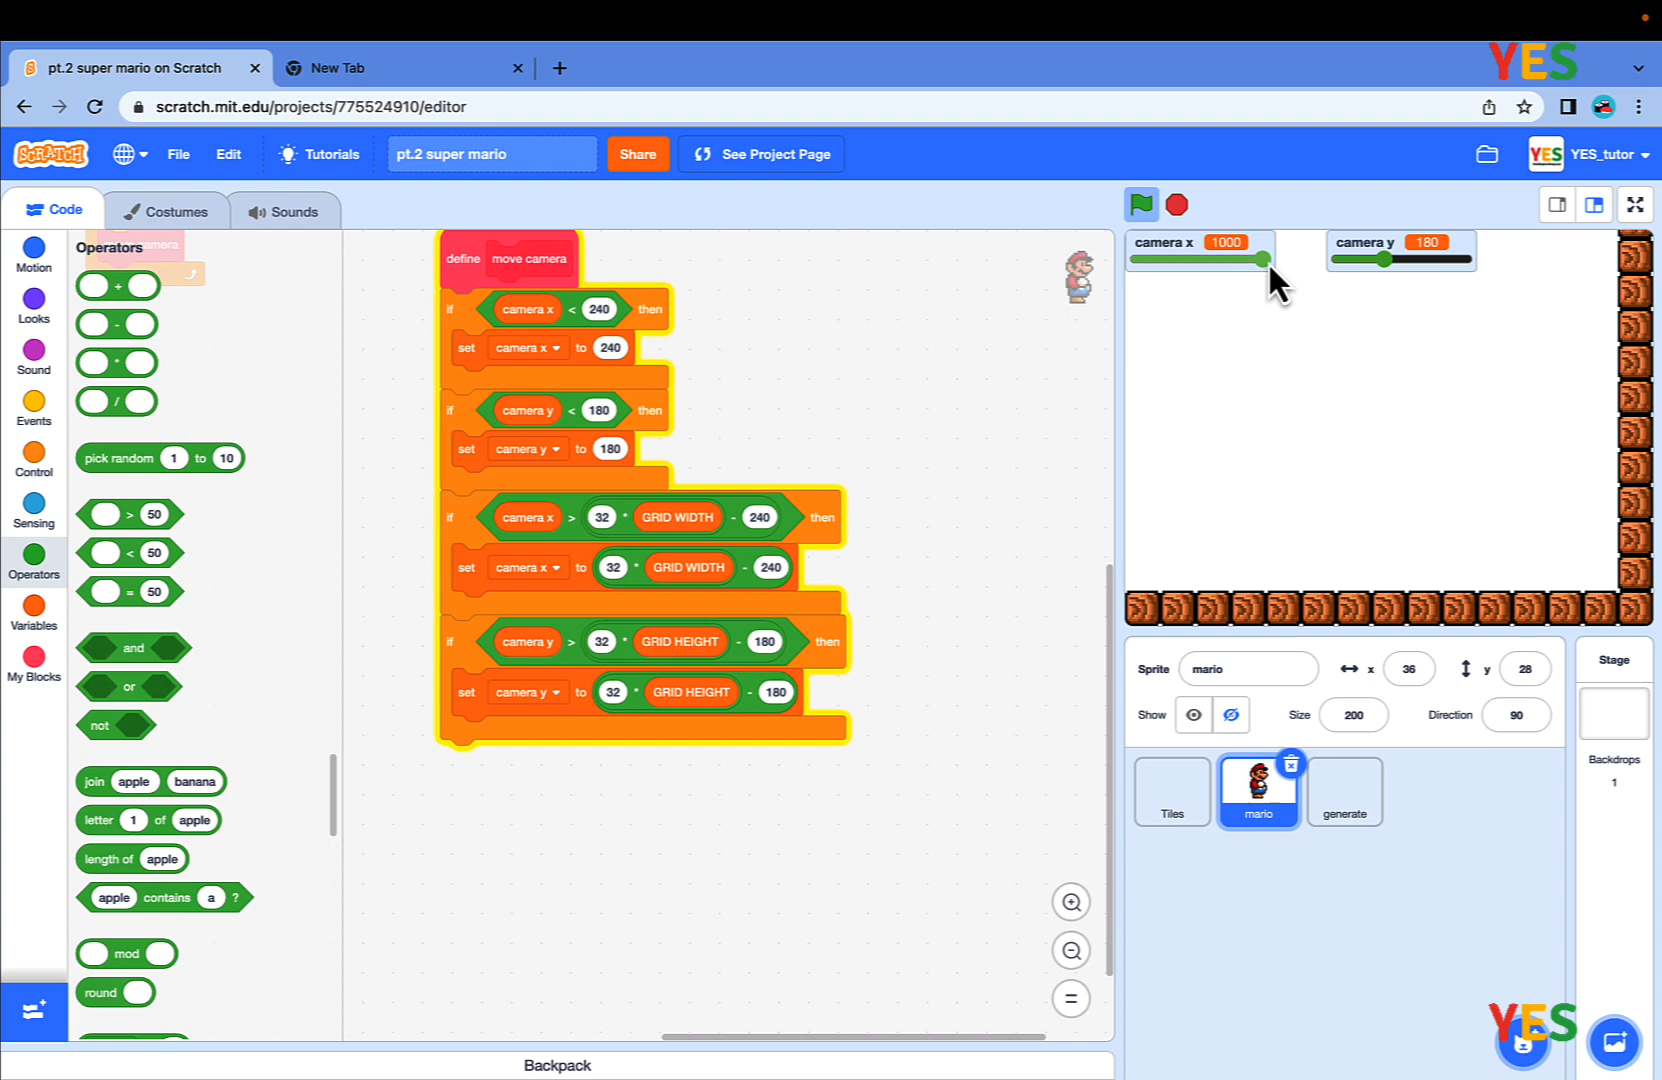 YES
pt.2 super mario on Scratch
New Tab
scratch.mit.edu/projects/775524910/editor
SCRATCH
File
Edit
Tutorials
pt.2 super mario
Share
See Project Page
YES
YES_tutor
Code
Costumes
Sounds
Motion
Looks
Sound
Events
Control
Sensing
Operators
Variables
My Blocks
Operators
camera
+
-
*
/
pick random 1 to 10
> 50
< 50
= 50
and
or
not
join apple banana
letter 1 of apple
length of apple
apple contains a ?
mod
round
define move camera
if camera x < 240 then
set camera x to 240
if camera y < 180 then
set camera y to 180
if camera x > 32 * GRID WIDTH - 240 then
set camera x to 32 * GRID WIDTH - 240
if camera y > 32 * GRID HEIGHT - 180 then
set camera y to 32 * GRID HEIGHT - 180
camera x 1000
camera y 180
Sprite mario x 36 y 28
Show Size 200 Direction 90
Tiles
mario
generate
Stage
Backdrops
1
YES
Backpack